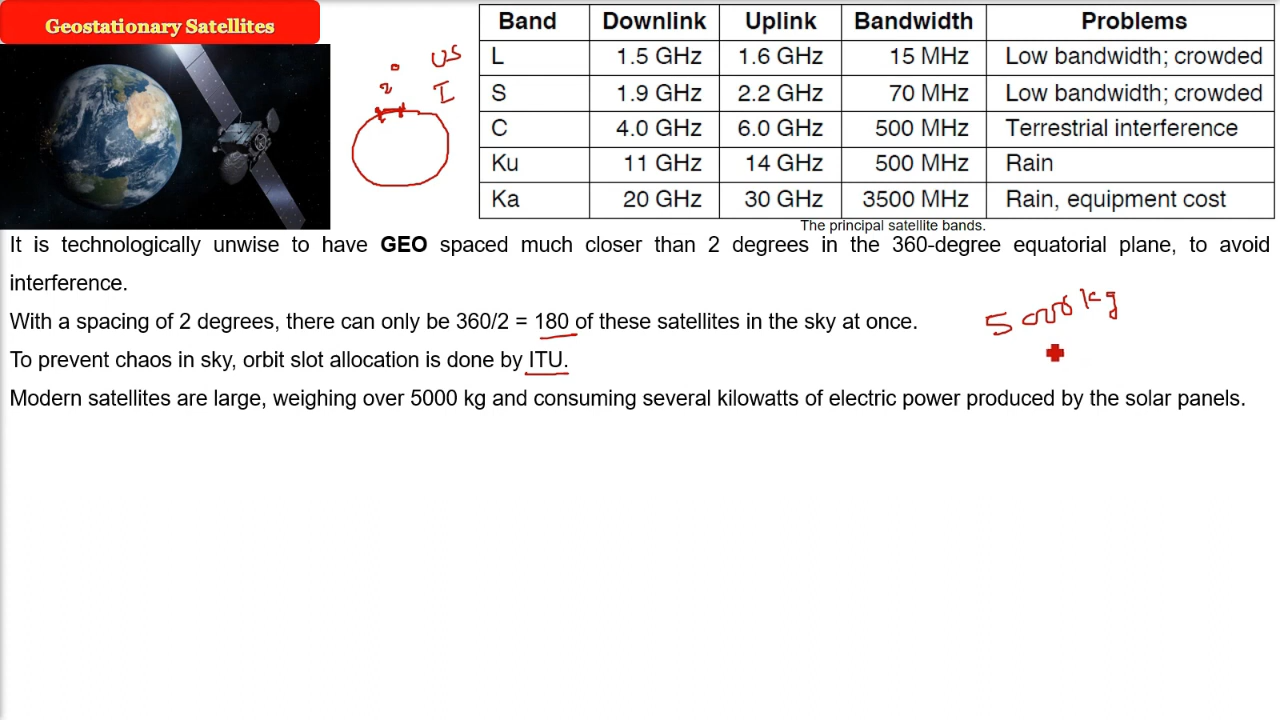 Geostationary Satellites
US
2°
I
Band Downlink Uplink Bandwidth Problems
L 1.5 GHz 1.6 GHz 15 MHz Low bandwidth; crowded
S 1.9 GHz 2.2 GHz 70 MHz Low bandwidth; crowded
C 4.0 GHz 6.0 GHz 500 MHz Terrestrial interference
Ku 11 GHz 14 GHz 500 MHz Rain
Ka 20 GHz 30 GHz 3500 MHz Rain, equipment cost
The principal satellite bands.
It is technologically unwise to have GEO spaced much closer than 2 degrees in the 360-degree equatorial plane, to avoid
interference.
With a spacing of 2 degrees, there can only be 360/2 = 180 of these satellites in the sky at once.
5000 kg
To prevent chaos in sky, orbit slot allocation is done by ITU.
Modern satellites are large, weighing over 5000 kg and consuming several kilowatts of electric power produced by the solar panels.